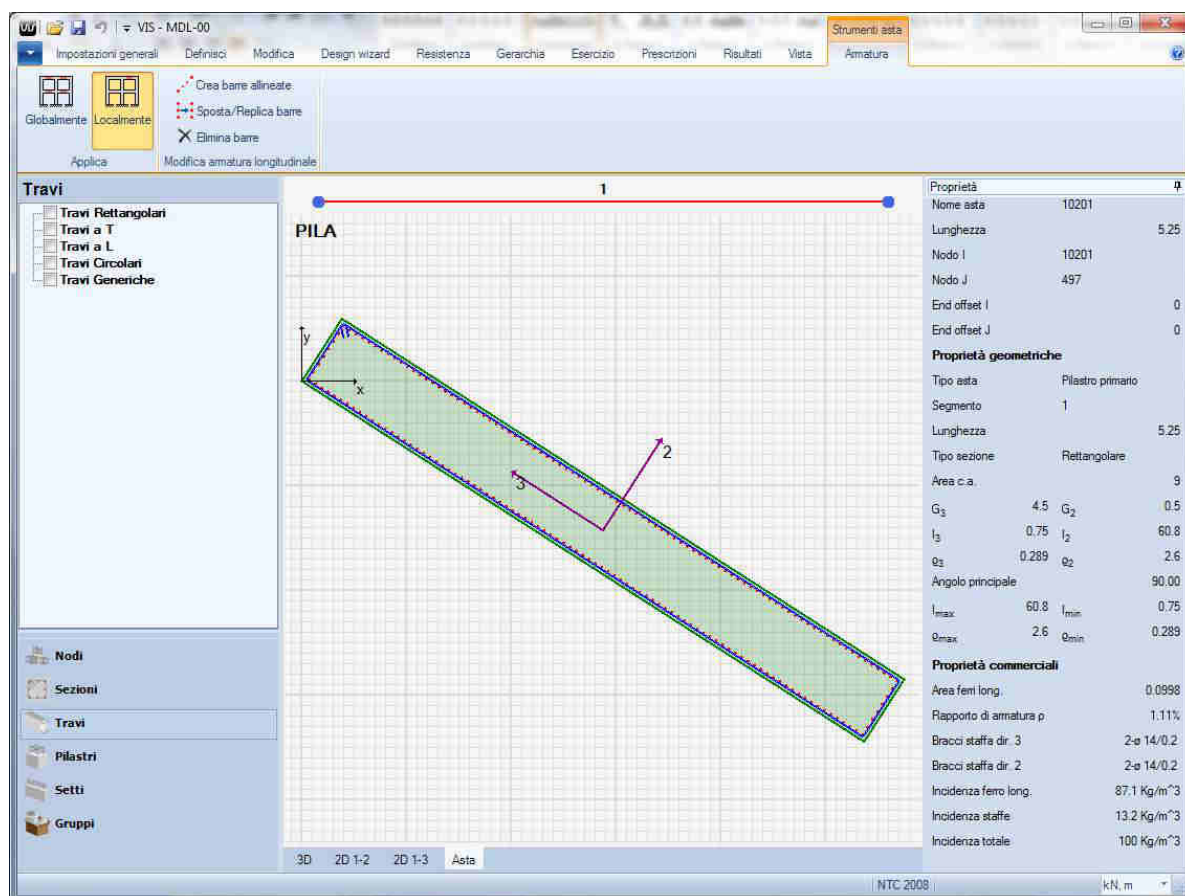 VIS - MDL-00
Strumenti asta
Impostazioni generali Definisci Modifica Design wizard Resistenza Gerarchia Esercizio Prescrizioni Risultati Vista Armatura
Globalmente Localmente
Crea barre allineate
Sposta/Replica barre
Elimina barre
Applica Modifica armatura longitudinale
Travi
Travi Rettangolari
Travi a T
Travi a L
Travi Circolari
Travi Generiche
Nodi
Sezioni
Travi
Pilastri
Setti
Gruppi
1
PILA
y
x
2
3
3D 2D 1-2 2D 1-3 Asta
Proprietà
Nome asta 10201
Lunghezza 5.25
Nodo I 10201
Nodo J 497
End offset I 0
End offset J 0
Proprietà geometriche
Tipo asta Pilastro primario
Segmento 1
Lunghezza 5.25
Tipo sezione Rettangolare
Area c.a. 9
G3 4.5 G2 0.5
I3 0.75 I2 60.8
ϱ3 0.289 ϱ2 2.6
Angolo principale 90.00
Imax 60.8 Imin 0.75
ϱmax 2.6 ϱmin 0.289
Proprietà commerciali
Area ferri long. 0.0998
Rapporto di armatura ρ 1.11%
Bracci staffa dir. 3 2-ø 14/0.2
Bracci staffa dir. 2 2-ø 14/0.2
Incidenza ferro long. 87.1 Kg/m^3
Incidenza staffe 13.2 Kg/m^3
Incidenza totale 100 Kg/m^3
NTC 2008 kN, m